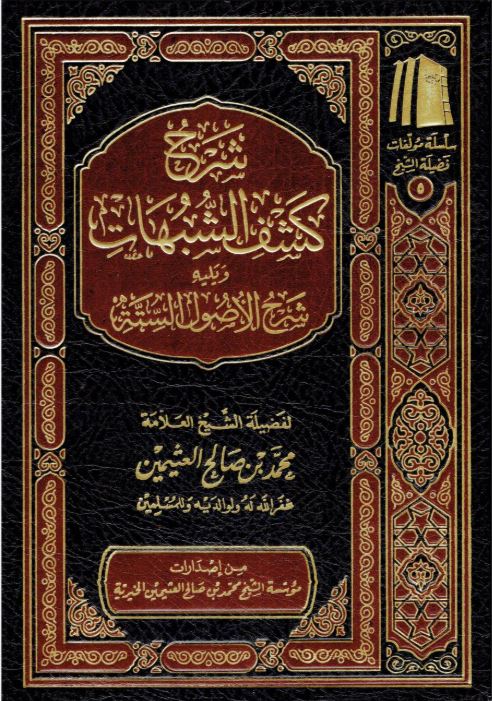 شرح
كشف الشبهات
ويليه
شرح الأصول الستة
لفضيلة الشيخ العلامة
محمد بن صالح العثيمين
غفر الله له ولوالديه وللمسلمين
من إصدارات
مؤسسة الشيخ محمد بن صالح العثيمين الخيرية
سلسلة مؤلفات
فضيلة الشيخ
٥